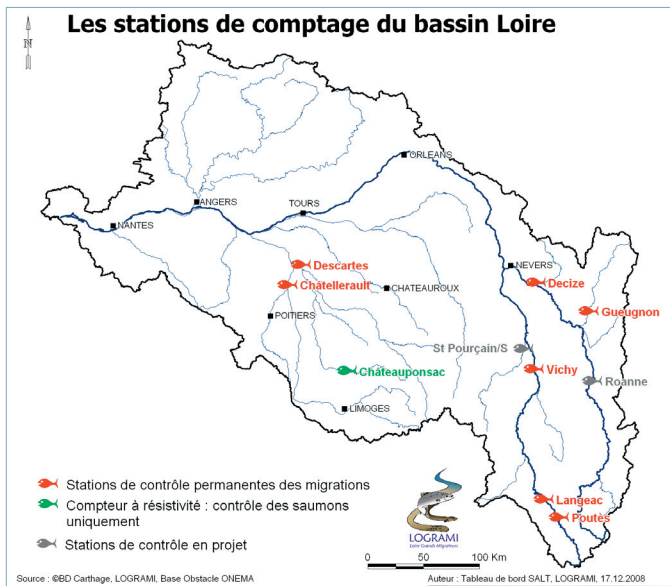 Les stations de comptage du bassin Loire
N
ORLEANS
ANGERS
TOURS
NANTES
Descartes
NEVERS
Châtellerault
CHATEAUROUX
Decize
Gueugnon
POITIERS
St Pourçain/S
Châteauponsac
Vichy
Roanne
LIMOGES
Stations de contrôle permanentes des migrations
Compteur à résistivité : contrôle des saumons
uniquement
Stations de contrôle en projet
Langeac
Poutès
LOGRAMI
Loire Grands Migrateurs
0 50 100 Km
Source : ©BD Carthage, LOGRAMI, Base Obstacle ONEMA
Auteur : Tableau de bord SALT, LOGRAMI, 17.12.2008